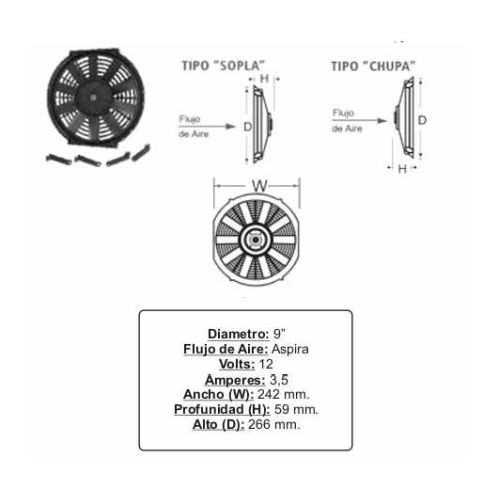 TIPO "SOPLA"
TIPO "CHUPA"
H
Flujo
de Aire
D
Flujo
de Aire
D
H
W
Diametro: 9"
Flujo de Aire: Aspira
Volts: 12
Ámperes: 3,5
Ancho (W): 242 mm.
Profunidad (H): 59 mm.
Alto (D): 266 mm.